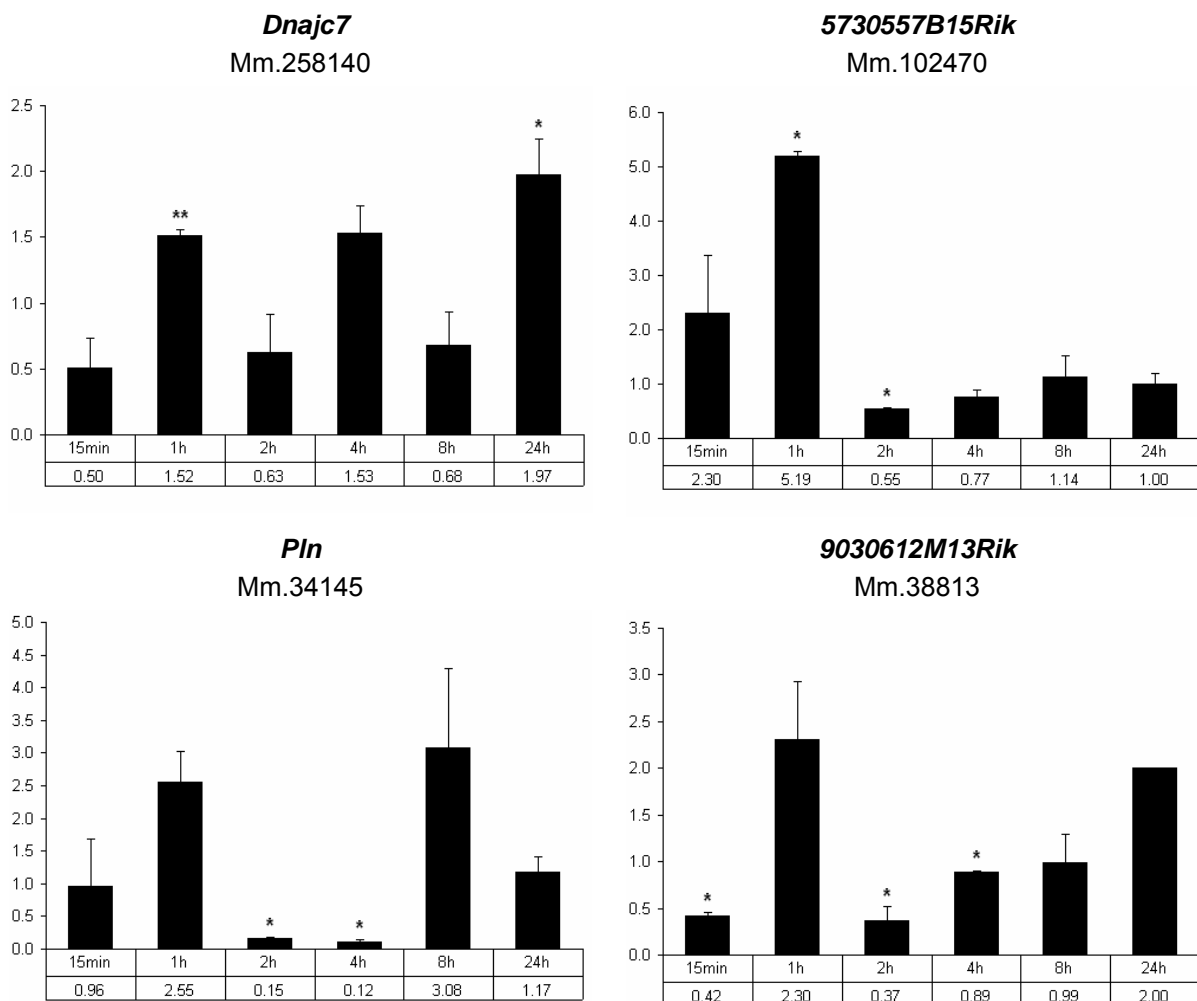 Dnajc7
Mm.258140
2.5
2.0
1.5
1.0
0.5
0.0
**
*
15min 1h 2h 4h 8h 24h
0.50 1.52 0.63 1.53 0.68 1.97
5730557B15Rik
Mm.102470
6.0
5.0
4.0
3.0
2.0
1.0
0.0
*
*
15min 1h 2h 4h 8h 24h
2.30 5.19 0.55 0.77 1.14 1.00
Pln
Mm.34145
5.0
4.5
4.0
3.5
3.0
2.5
2.0
1.5
1.0
0.5
0.0
* *
15min 1h 2h 4h 8h 24h
0.96 2.55 0.15 0.12 3.08 1.17
9030612M13Rik
Mm.38813
3.5
3.0
2.5
2.0
1.5
1.0
0.5
0.0
*
*
*
15min 1h 2h 4h 8h 24h
0.42 2.30 0.37 0.89 0.99 2.00